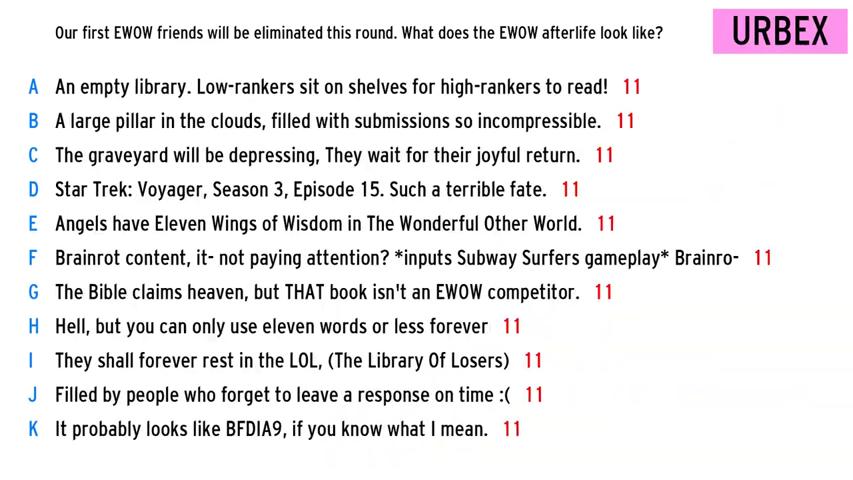 Our first EWOW friends will be eliminated this round. What does the EWOW afterlife look like?
URBEX
A An empty library. Low-rankers sit on shelves for high-rankers to read! 11
B A large pillar in the clouds, filled with submissions so incompressible. 11
C The graveyard will be depressing, They wait for their joyful return. 11
D Star Trek: Voyager, Season 3, Episode 15. Such a terrible fate. 11
E Angels have Eleven Wings of Wisdom in The Wonderful Other World. 11
F Brainrot content, it- not paying attention? *inputs Subway Surfers gameplay* Brainro- 11
G The Bible claims heaven, but THAT book isn't an EWOW competitor. 11
H Hell, but you can only use eleven words or less forever 11
I They shall forever rest in the LOL, (The Library Of Losers) 11
J Filled by people who forget to leave a response on time :( 11
K It probably looks like BFDIA9, if you know what I mean. 11